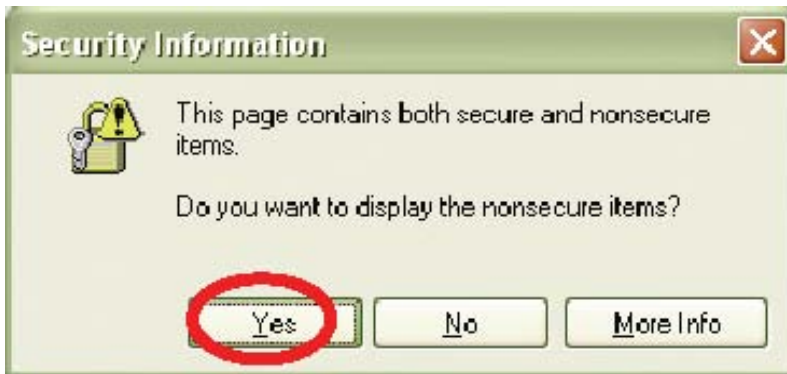 Security Information
This page contains both secure and nonsecure
items.
Do you want to display the nonsecure items?
Yes No More Info